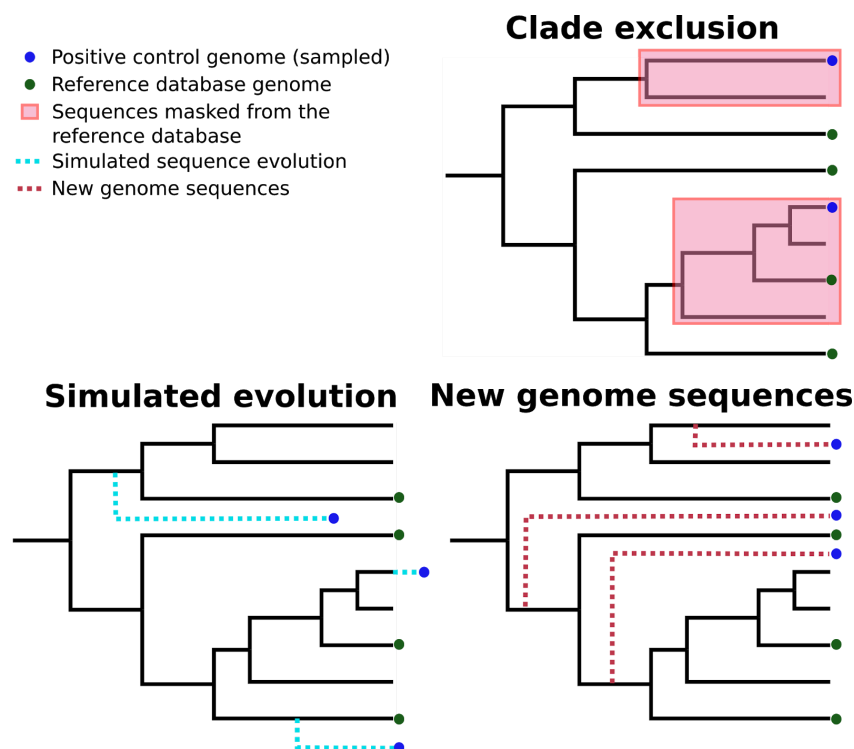 Clade exclusion
Positive control genome (sampled)
Reference database genome
Sequences masked from the
reference database
Simulated sequence evolution
New genome sequences
Simulated evolution
New genome sequences